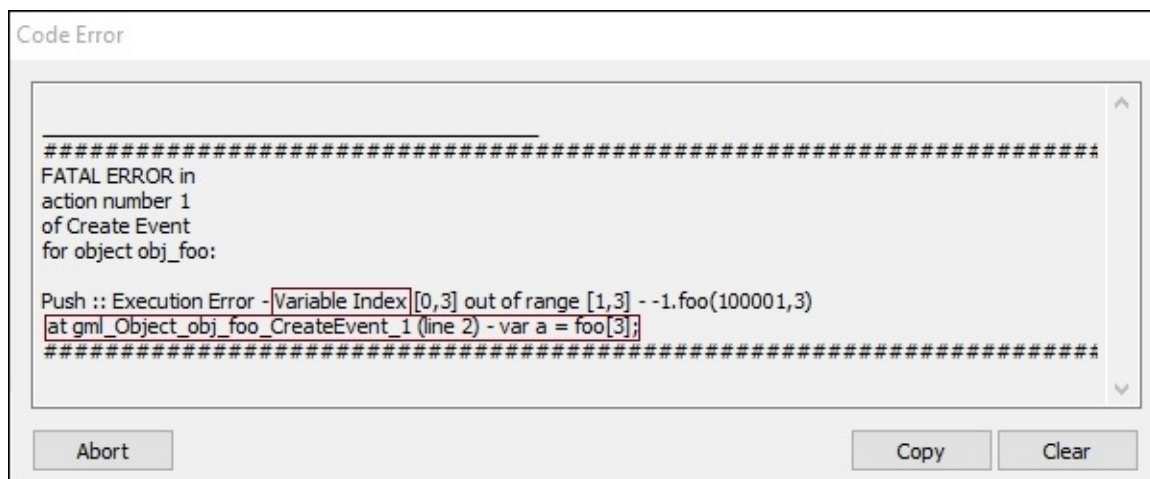 Code Error
________________________________________
###########################################################################
FATAL ERROR in
action number 1
of Create Event
for object obj_foo:
Push :: Execution Error - Variable Index [0,3] out of range [1,3] - -1.foo(100001,3)
at gml_Object_obj_foo_CreateEvent_1 (line 2) - var a = foo[3];
###########################################################################
Abort
Copy
Clear